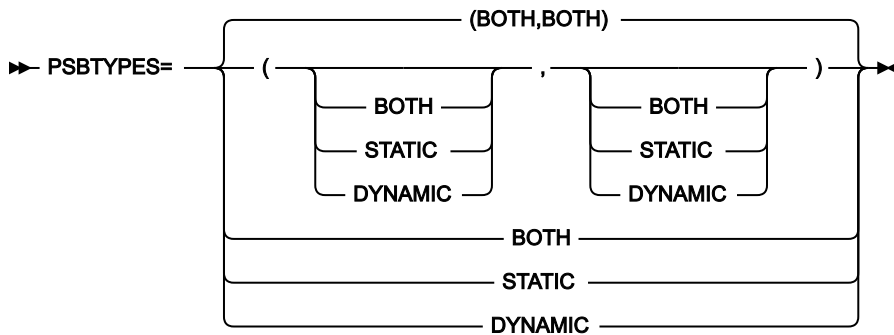 (BOTH,BOTH)
PSBTYPES= ( , )
BOTH BOTH
STATIC STATIC
DYNAMIC DYNAMIC
BOTH
STATIC
DYNAMIC